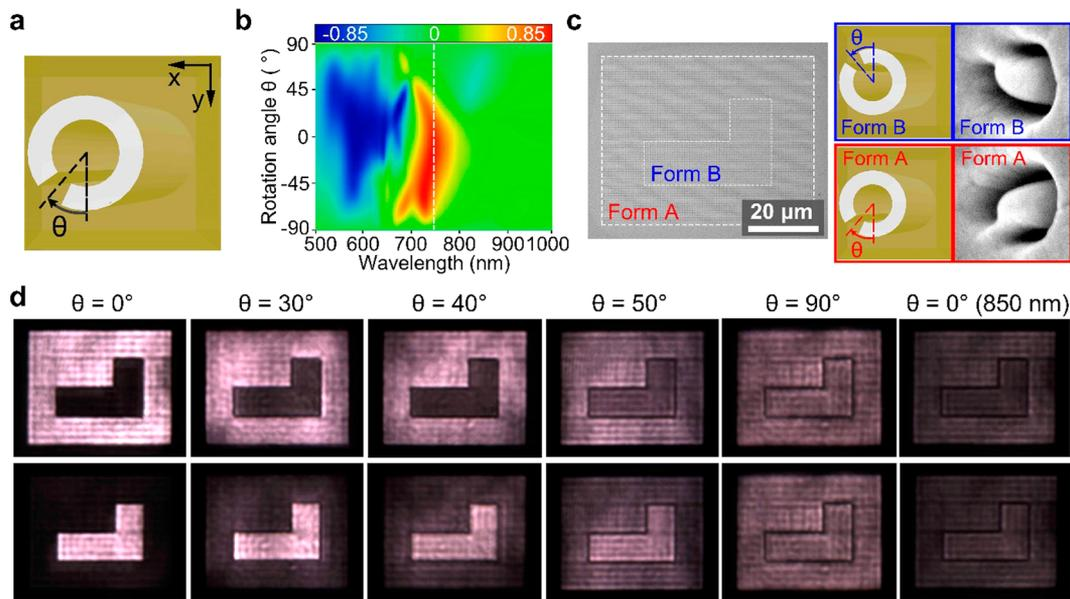 a
x
y
θ
b
-0.85 0 0.85
90
45
0
-45
-90
Rotation angle θ ( °)
500 600 700 800 900 1000
Wavelength (nm)
c
Form B
Form A
20 μm
θ
Form B
Form B
Form A
Form A
θ
d
θ = 0° θ = 30° θ = 40° θ = 50° θ = 90° θ = 0° (850 nm)